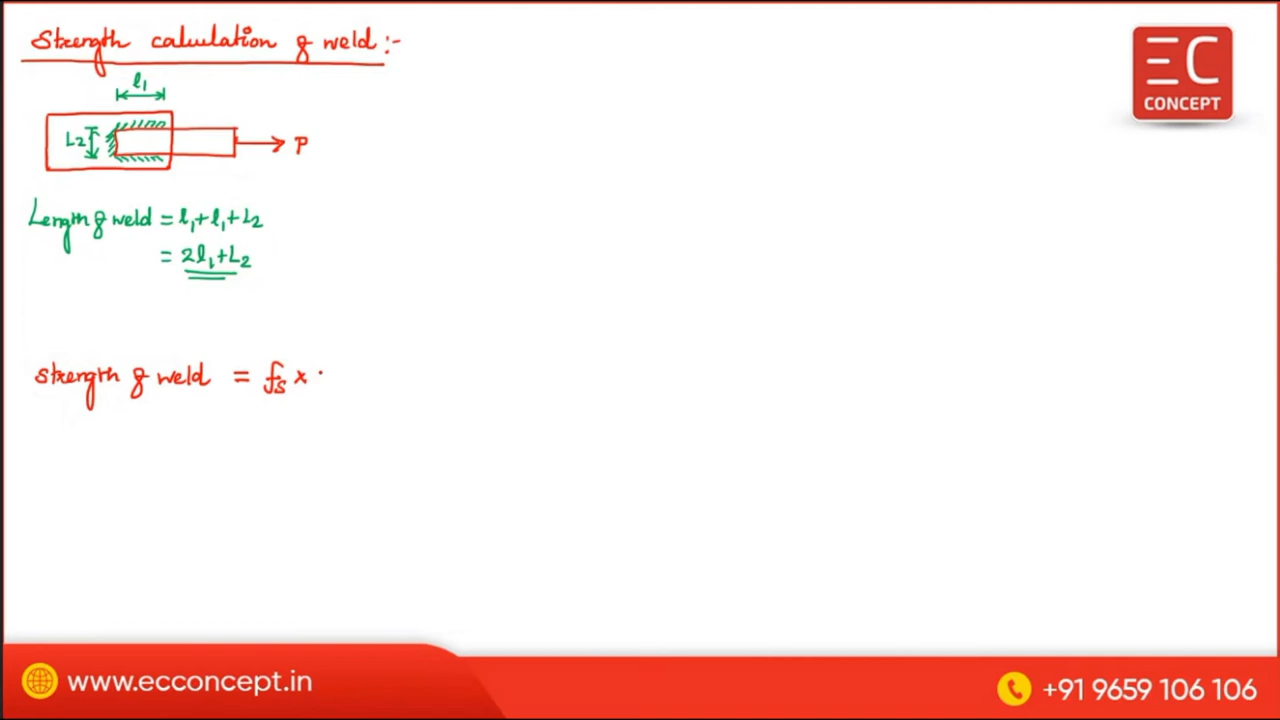 Strength calculation of weld :-
l1
L2
P
Length of weld = l1+l1+L2
= 2l1+L2
Strength of weld = fs x
EC
CONCEPT
www.ecconcept.in
+91 9659 106 106